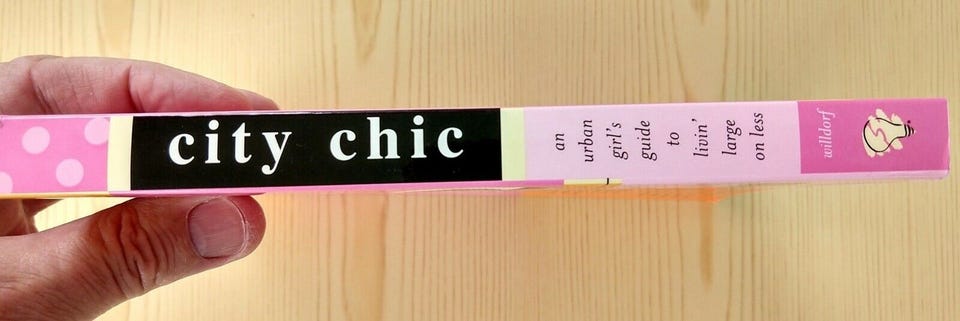 city chic
an
urban
girl's
guide
to
livin'
large
on less
willdorf